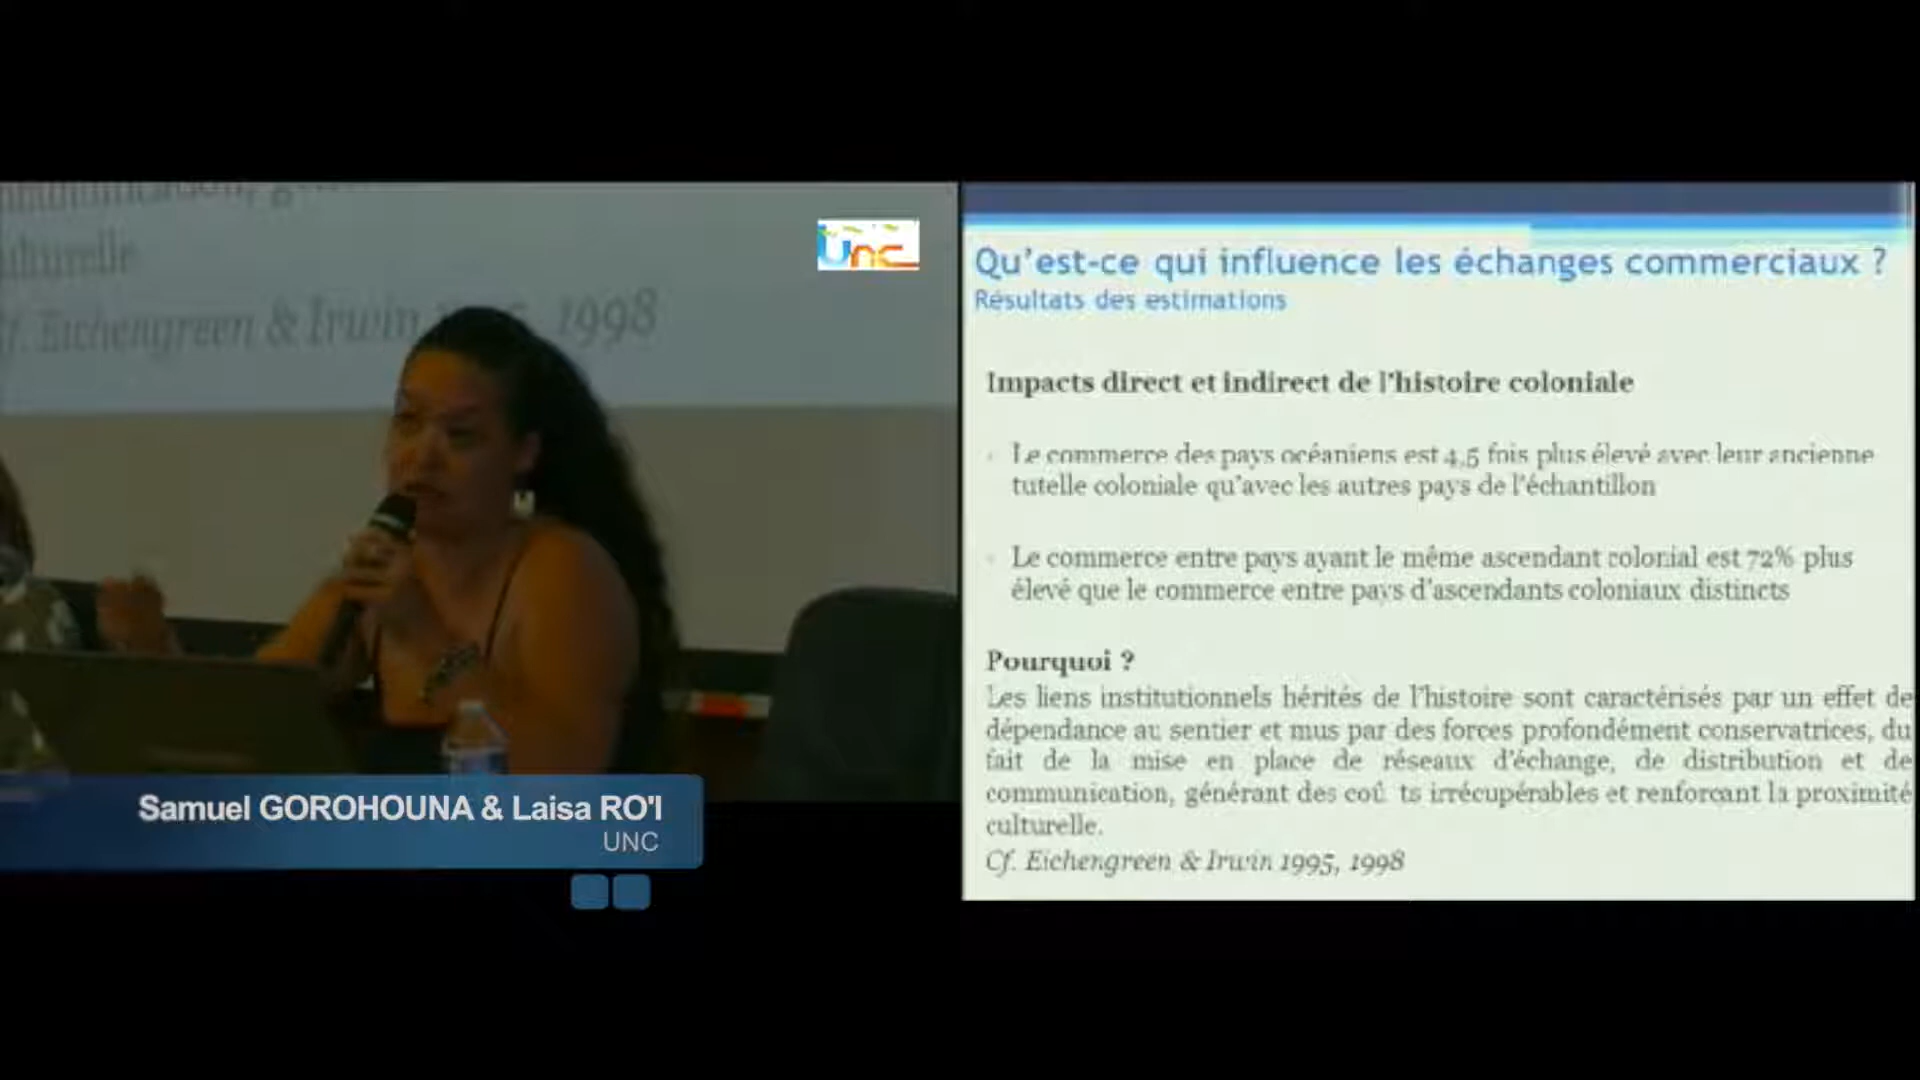 culturelle
cf. Eichengreen & Irwin 1995, 1998
Unc
Samuel GOROHOUNA & Laisa RO'I
UNC
Qu'est-ce qui influence les échanges commerciaux ?
Résultats des estimations
Impacts direct et indirect de l'histoire coloniale
Le commerce des pays océaniens est 4,5 fois plus élevé avec leur ancienne
tutelle coloniale qu'avec les autres pays de l'échantillon
Le commerce entre pays ayant le même ascendant colonial est 72% plus
élevé que le commerce entre pays d'ascendants coloniaux distincts
Pourquoi ?
Les liens institutionnels hérités de l'histoire sont caractérisés par un effet de
dépendance au sentier et mus par des forces profondément conservatrices, du
fait de la mise en place de réseaux d'échange, de distribution et de
communication, générant des coû ts irrécupérables et renforçant la proximité
culturelle.
Cf. Eichengreen & Irwin 1995, 1998